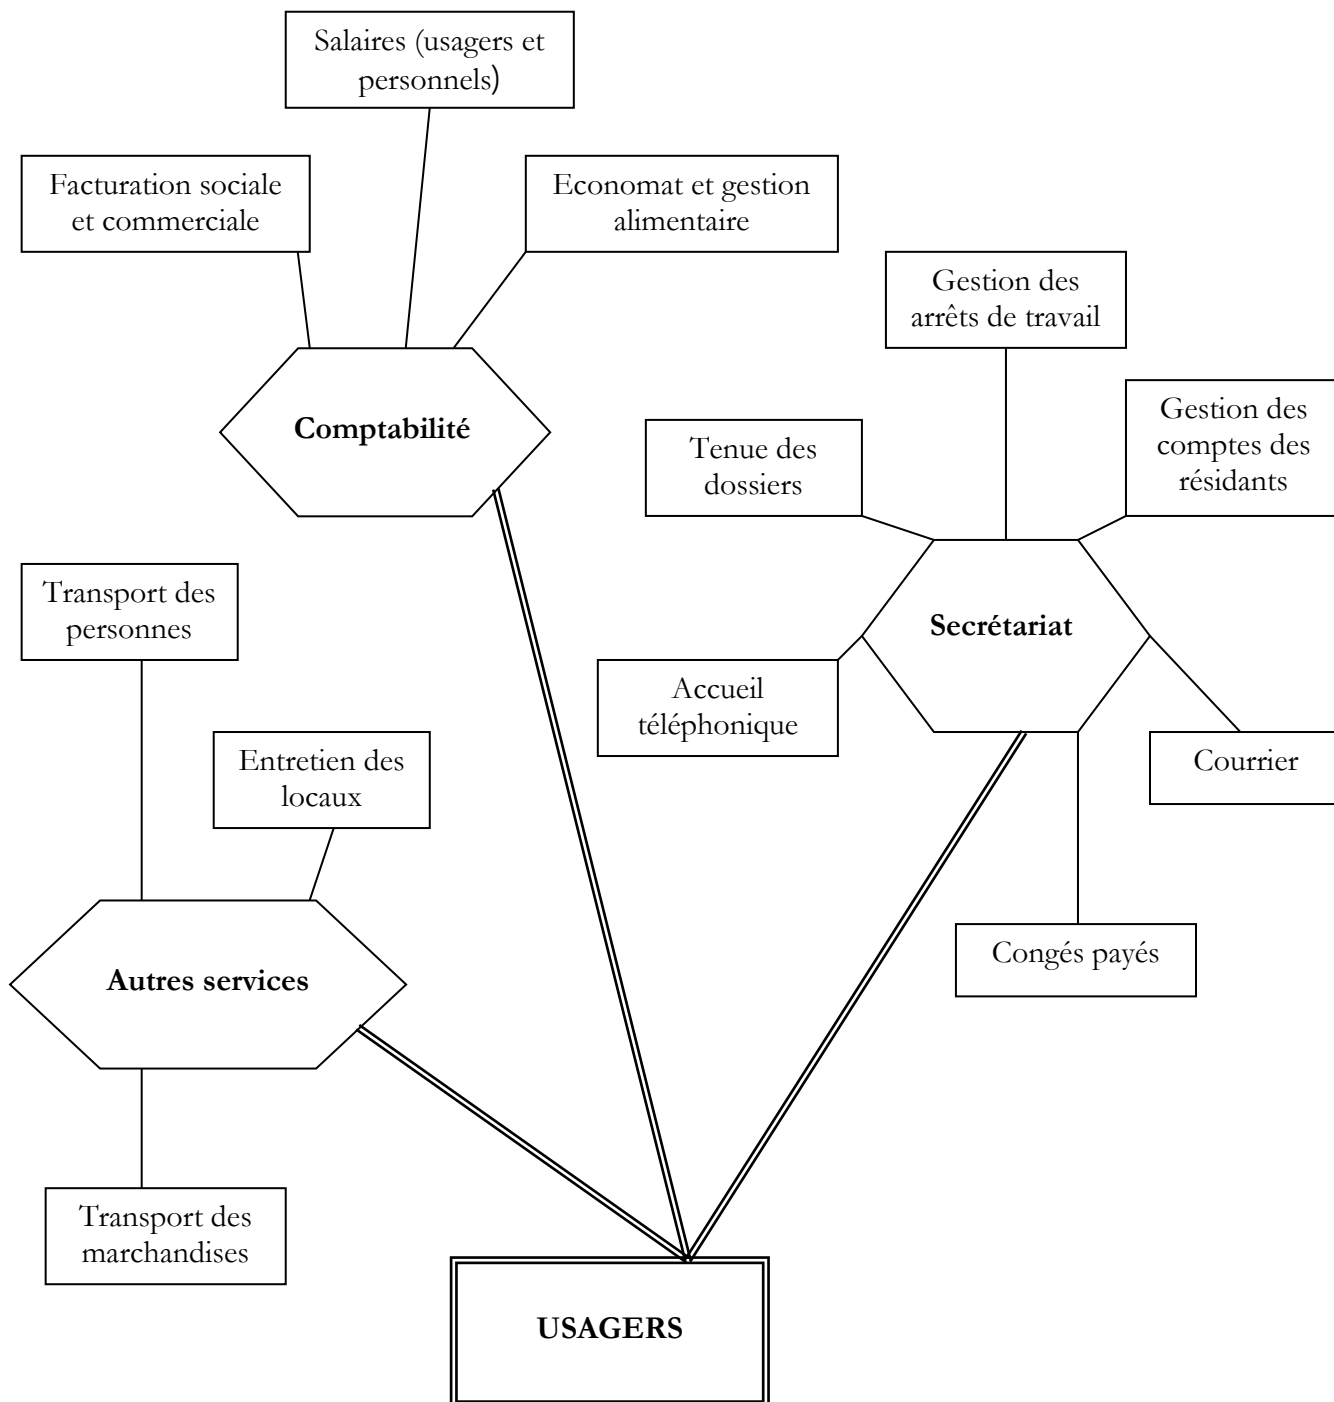 Salaires (usagers et
personnels)
Facturation sociale
et commerciale
Economat et gestion
alimentaire
Gestion des
arrêts de travail
Gestion des
comptes des
résidants
Comptabilité
Tenue des
dossiers
Transport des
personnes
Secrétariat
Accueil
téléphonique
Entretien des
locaux
Courrier
Congés payés
Autres services
Transport des
marchandises
USAGERS